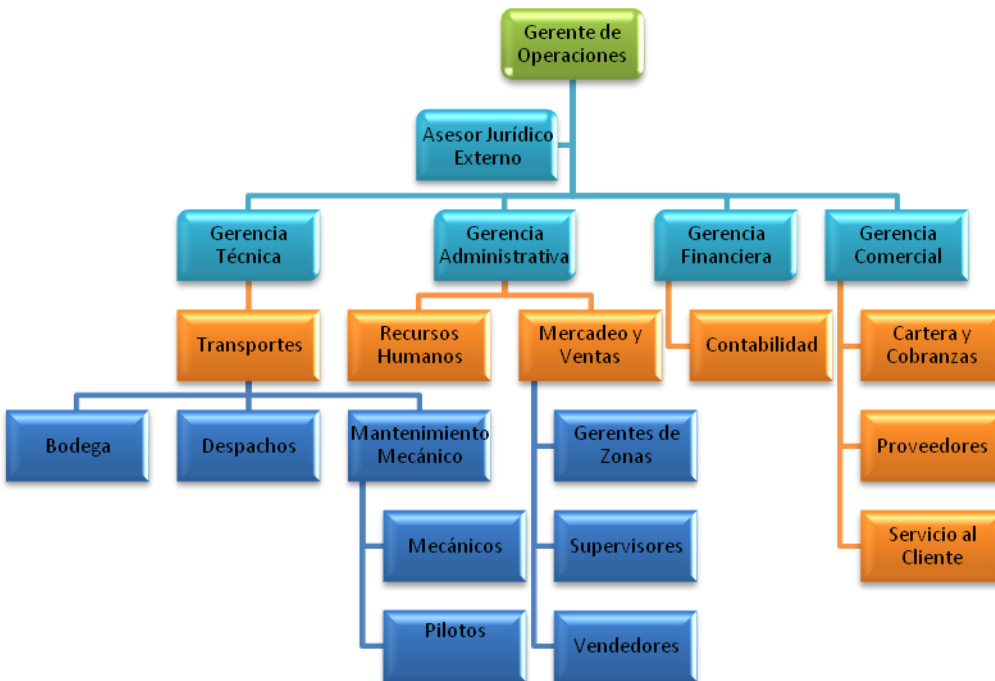 Gerente de
Operaciones
Asesor Jurídico
Externo
Gerencia
Técnica
Gerencia
Administrativa
Gerencia
Financiera
Gerencia
Comercial
Transportes
Recursos
Humanos
Mercadeo y
Ventas
Contabilidad
Cartera y
Cobranzas
Bodega
Despachos
Mantenimiento
Mecánico
Gerentes de
Zonas
Proveedores
Mecánicos
Supervisores
Servicio al
Cliente
Pilotos
Vendedores